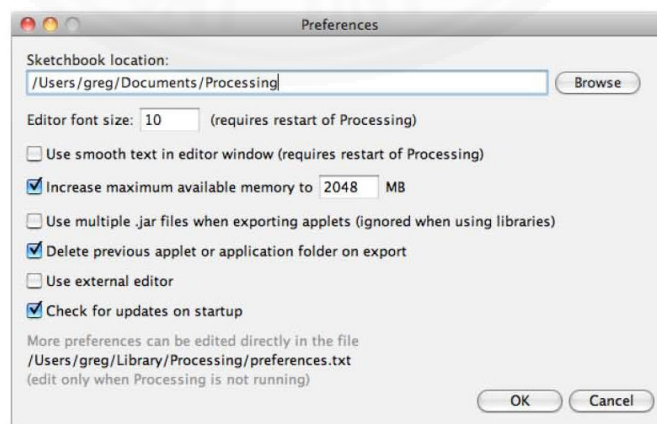 Preferences
Sketchbook location:
/Users/greg/Documents/Processing
Browse
Editor font size: 10 (requires restart of Processing)
Use smooth text in editor window (requires restart of Processing)
Increase maximum available memory to 2048 MB
Use multiple .jar files when exporting applets (ignored when using libraries)
Delete previous applet or application folder on export
Use external editor
Check for updates on startup
More preferences can be edited directly in the file
/Users/greg/Library/Processing/preferences.txt
(edit only when Processing is not running)
OK Cancel